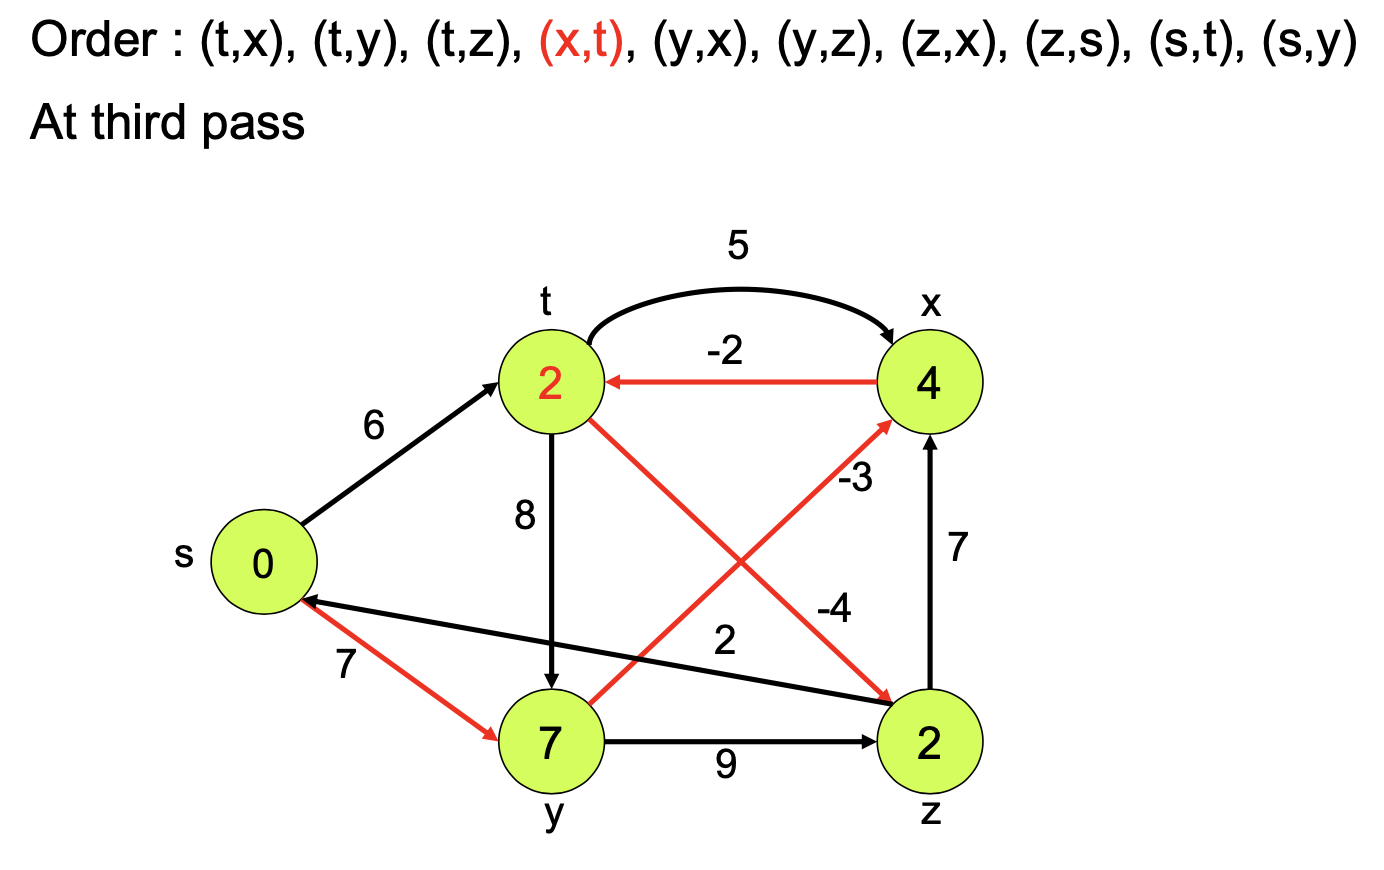 Order : (t,x), (t,y), (t,z), (x,t), (y,x), (y,z), (z,x), (z,s), (s,t), (s,y)
At third pass
5
t
x
-2
2
4
6
-3
8
7
s
0
-4
2
7
7
2
9
y
z